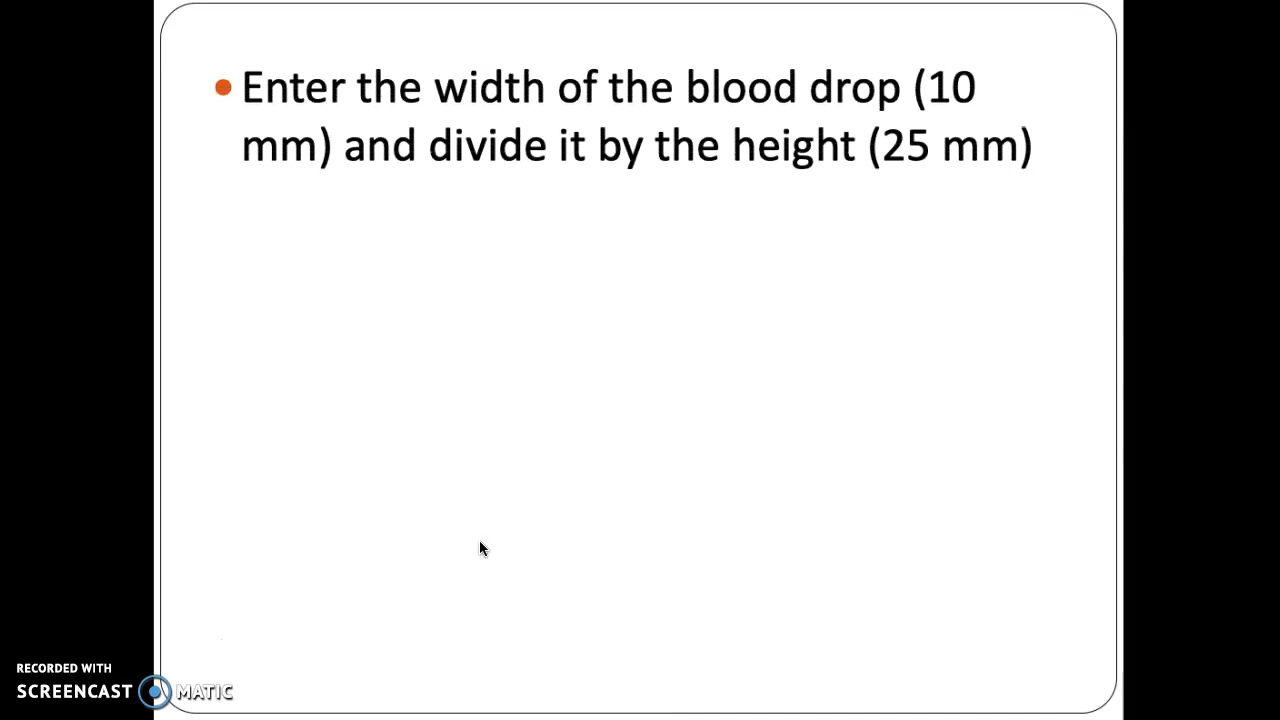 Enter the width of the blood drop (10
mm) and divide it by the height (25 mm)
RECORDED WITH
SCREENCAST MATIC